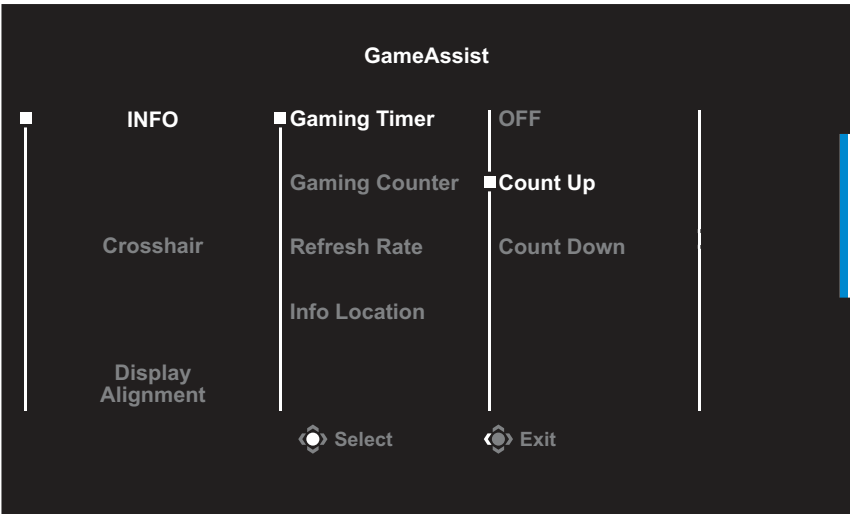 GameAssist
INFO
Gaming Timer
OFF
Gaming Counter
Count Up
Crosshair
Refresh Rate
Count Down
Info Location
Display
Alignment
Select
Exit